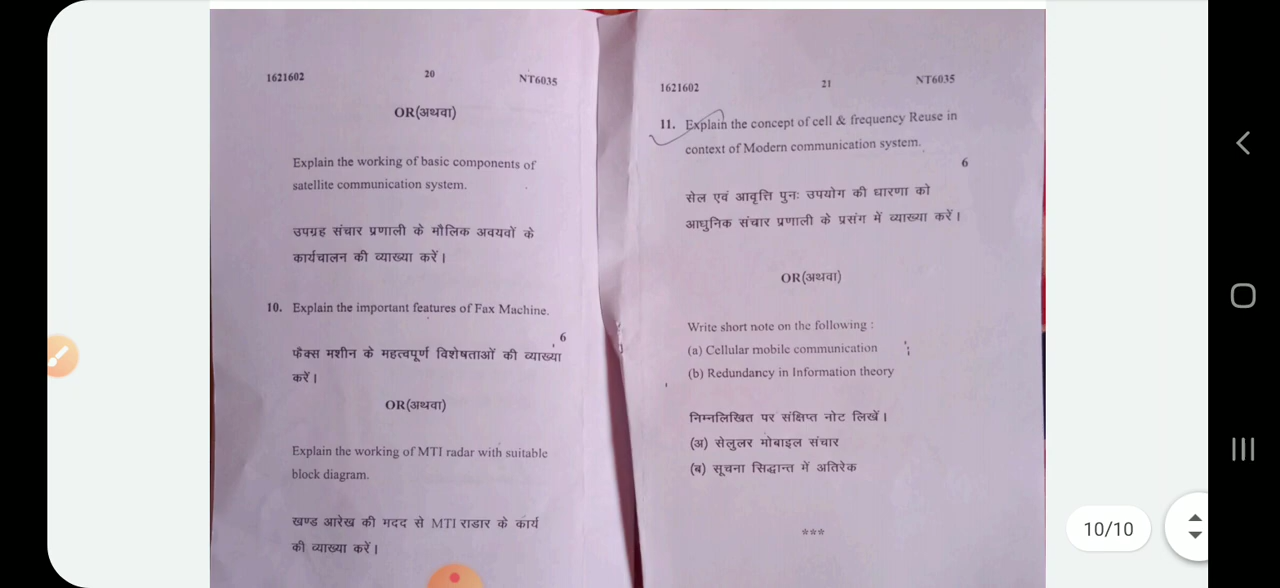 1621602 20 NT6035
OR(अथवा)
Explain the working of basic components of
satellite communication system.
उपग्रह संचार प्रणाली के मौलिक अवयवों के
कार्यचालन की व्याख्या करें।
10. Explain the important features of Fax Machine.
6
फैक्स मशीन के महत्वपूर्ण विशेषताओं की व्याख्या
करें।
OR(अथवा)
Explain the working of MTI radar with suitable
block diagram.
खण्ड आरेख की मदद से MTI राडार के कार्य
की व्याख्या करें।
1621602 21 NT6035
11. Explain the concept of cell & frequency Reuse in
context of Modern communication system.
6
सेल एवं आवृत्ति पुनः उपयोग की धारणा को
आधुनिक संचार प्रणाली के प्रसंग में व्याख्या करें।
OR(अथवा)
Write short note on the following :
(a) Cellular mobile communication
(b) Redundancy in Information theory
निम्नलिखित पर संक्षिप्त नोट लिखें।
(अ) सेलुलर मोबाइल संचार
(ब) सूचना सिद्धान्त में अतिरेक
***
10/10